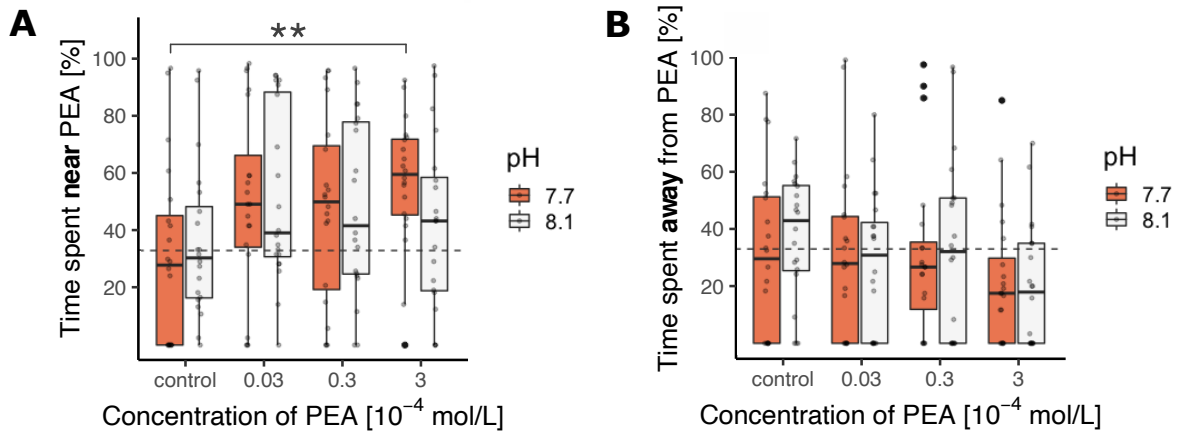 A
Time spent near PEA [%]
**
100
80
60
40
20
control 0.03 0.3 3
Concentration of PEA [10⁻⁴ mol/L]
pH
7.7
8.1
B
Time spent away from PEA [%]
100
80
60
40
20
control 0.03 0.3 3
Concentration of PEA [10⁻⁴ mol/L]
pH
7.7
8.1